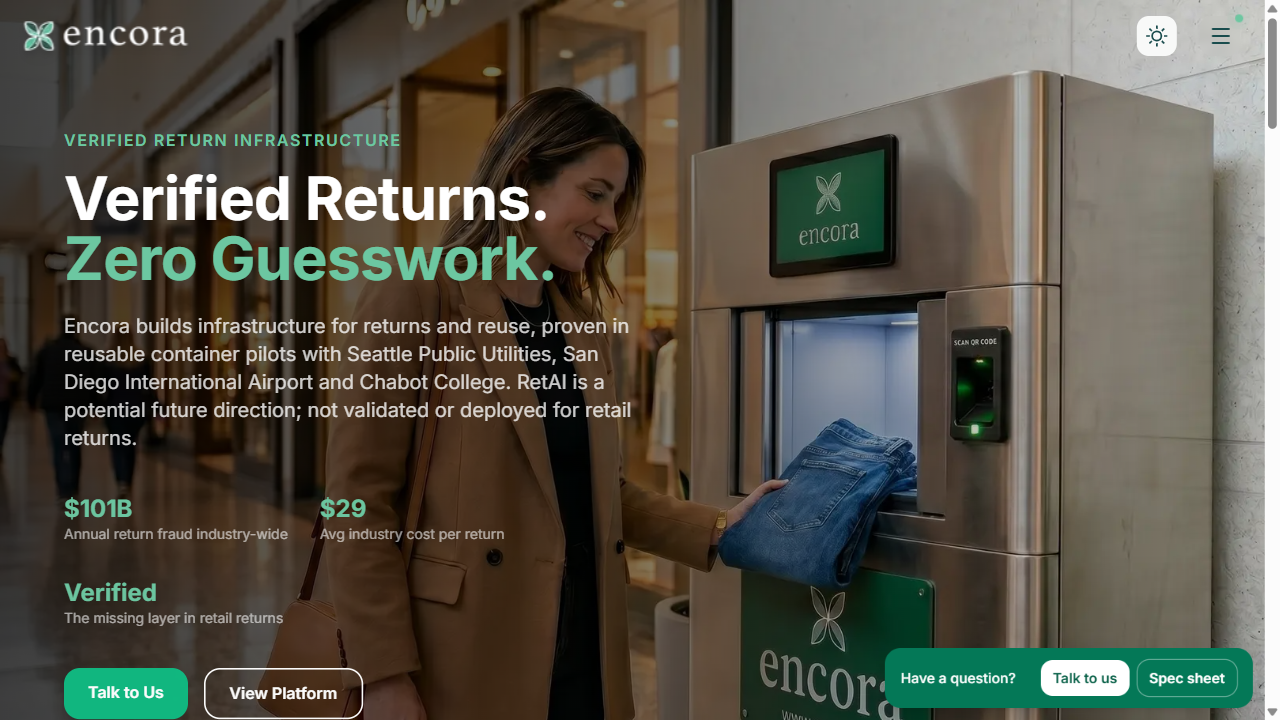 encora
VERIFIED RETURN INFRASTRUCTURE
Verified Returns.
Zero Guesswork.
Encora builds infrastructure for returns and reuse, proven in
reusable container pilots with Seattle Public Utilities, San
Diego International Airport and Chabot College. RetAI is a
potential future direction; not validated or deployed for retail
returns.
$101B
Annual return fraud industry-wide
$29
Avg industry cost per return
Verified
The missing layer in retail returns
Talk to Us
View Platform
encora
SCAN QR CODE
encora
Have a question?
Talk to us
Spec sheet